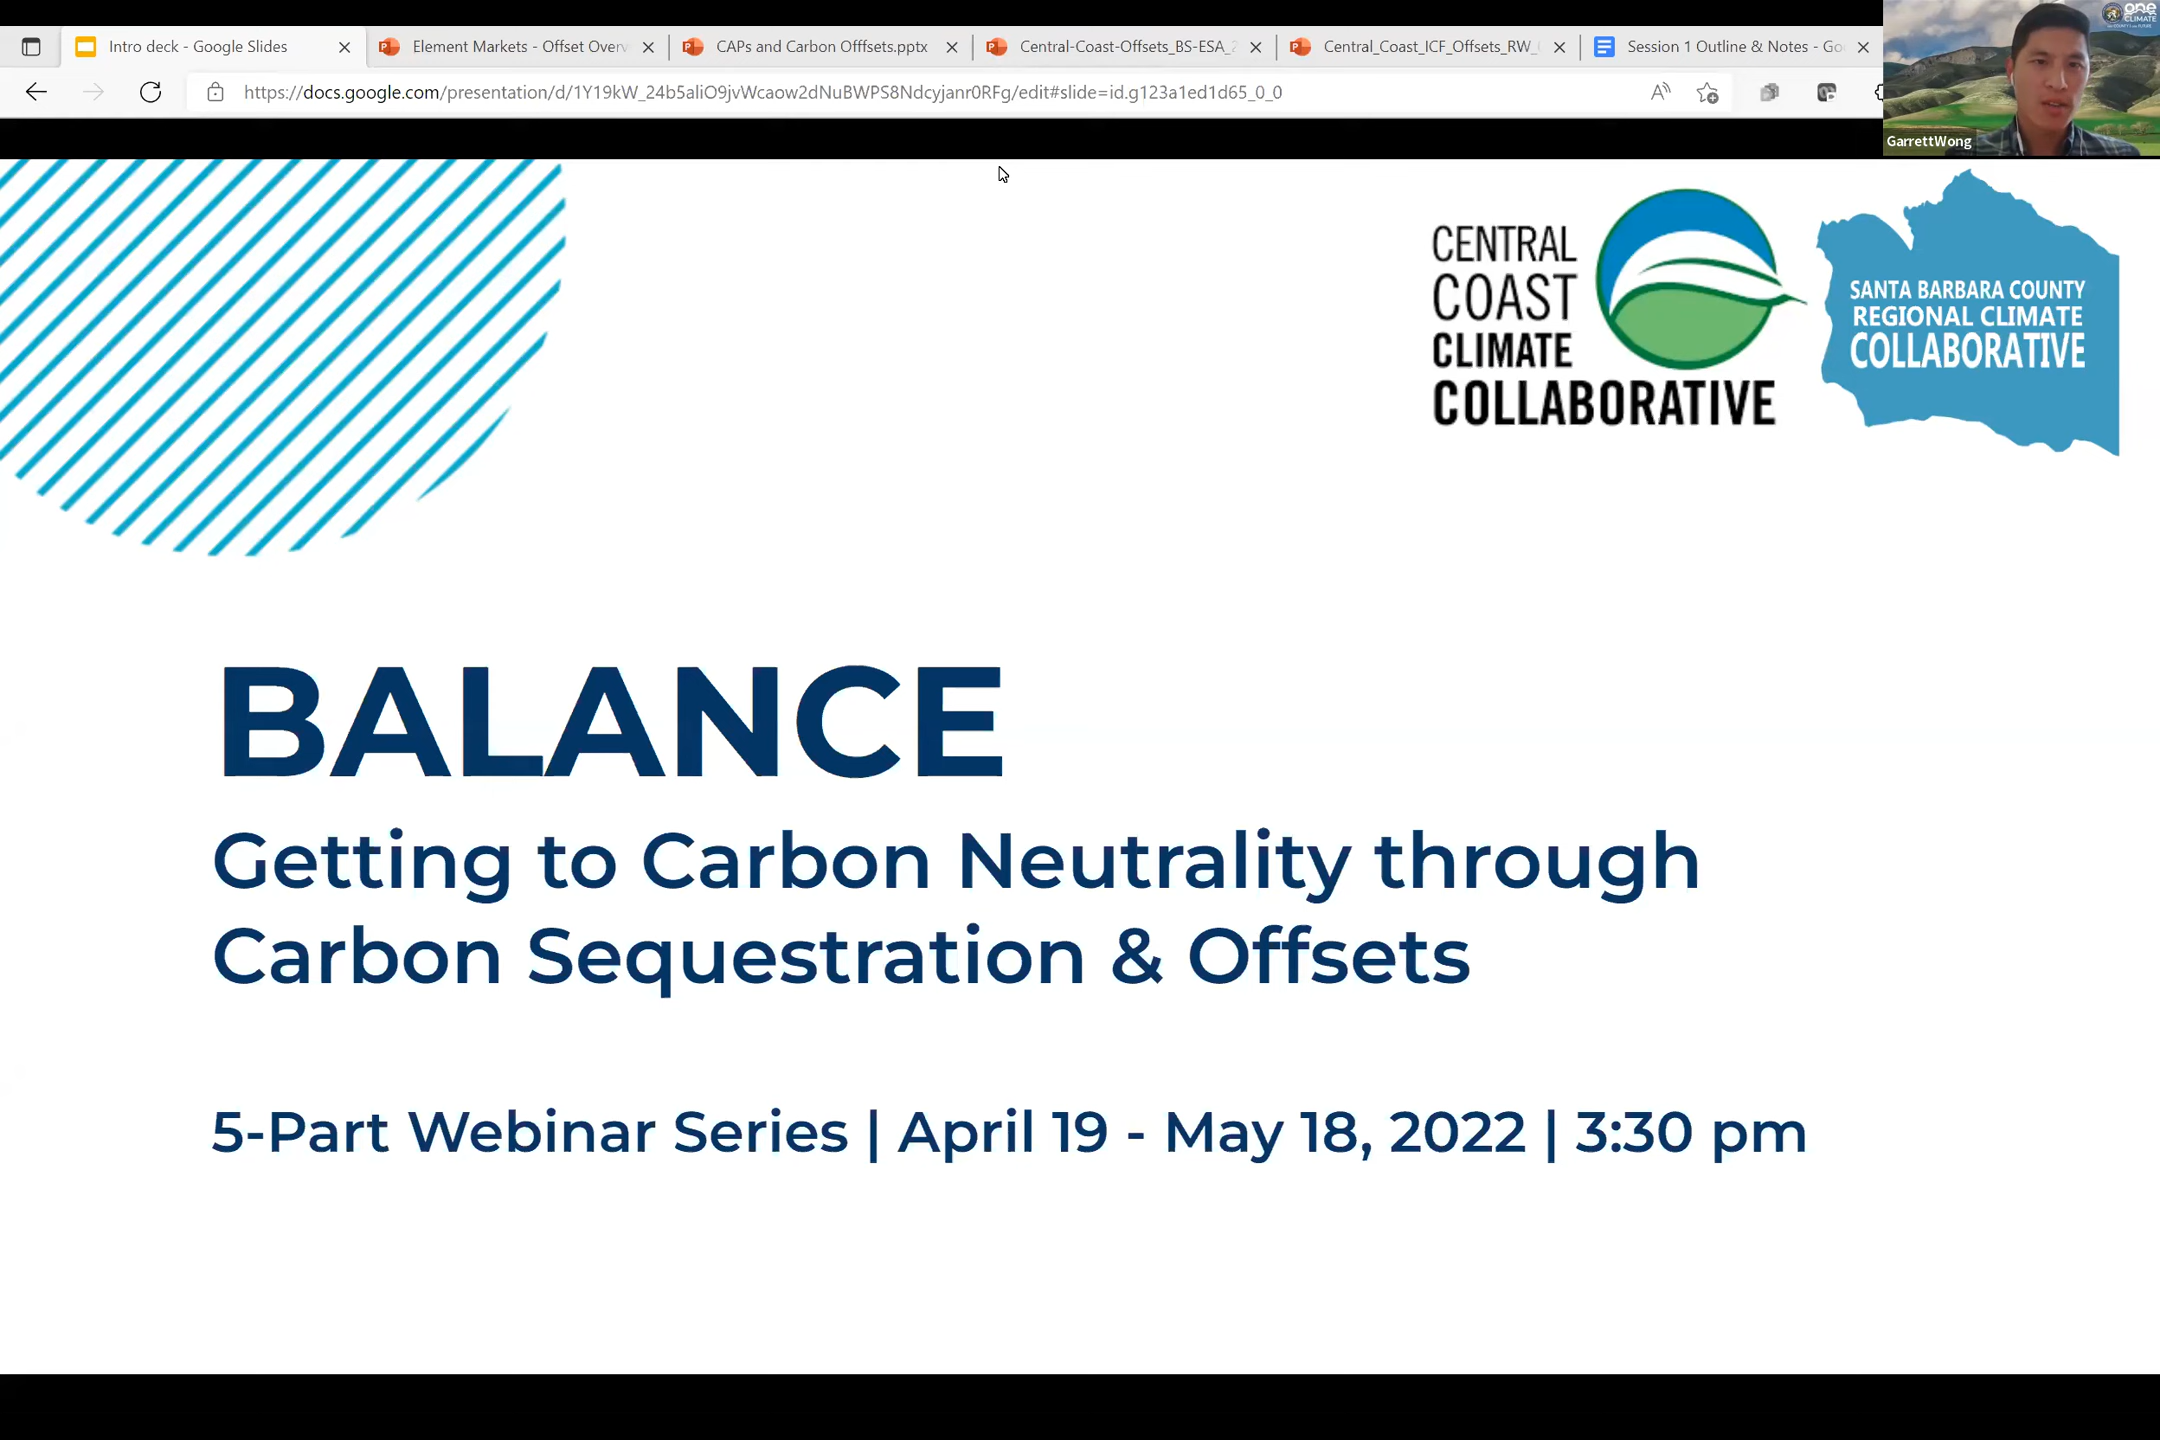 Intro deck - Google Slides
Element Markets - Offset Overv
CAPs and Carbon Offfsets.pptx
Central-Coast-Offsets_BS-ESA_2
Central_Coast_ICF_Offsets_RW_
Session 1 Outline & Notes - Go
https://docs.google.com/presentation/d/1Y19kW_24b5aliO9jvWcaow2dNuBWPS8Ndcyjanr0RFg/edit#slide=id.g123a1ed1d65_0_0
one
CLIMATE
GarrettWong
CENTRAL
COAST
CLIMATE
COLLABORATIVE
SANTA BARBARA COUNTY
REGIONAL CLIMATE
COLLABORATIVE
BALANCE
Getting to Carbon Neutrality through
Carbon Sequestration & Offsets
5-Part Webinar Series | April 19 - May 18, 2022 | 3:30 pm